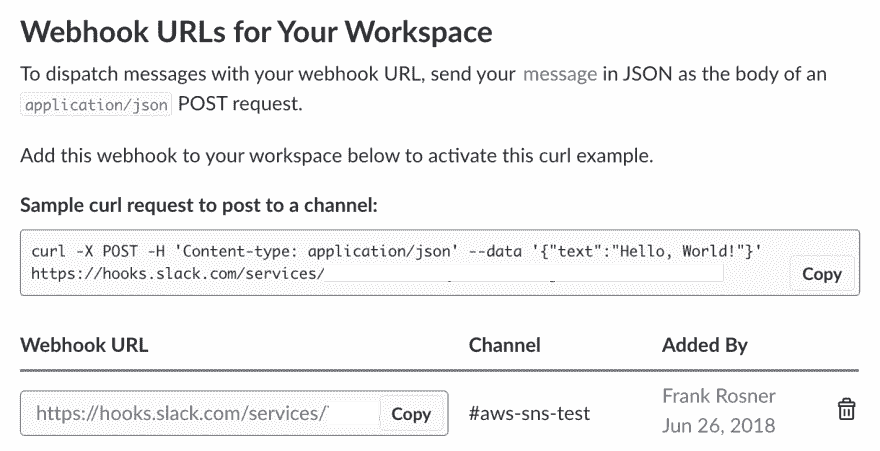 Webhook URLs for Your Workspace
To dispatch messages with your webhook URL, send your message in JSON as the body of an
application/json POST request.
Add this webhook to your workspace below to activate this curl example.
Sample curl request to post to a channel:
curl -X POST -H 'Content-type: application/json' --data '{"text":"Hello, World!"}'
https://hooks.slack.com/services/
Copy
Webhook URL Channel Added By
https://hooks.slack.com/services/ Copy #aws-sns-test Frank Rosner
Jun 26, 2018